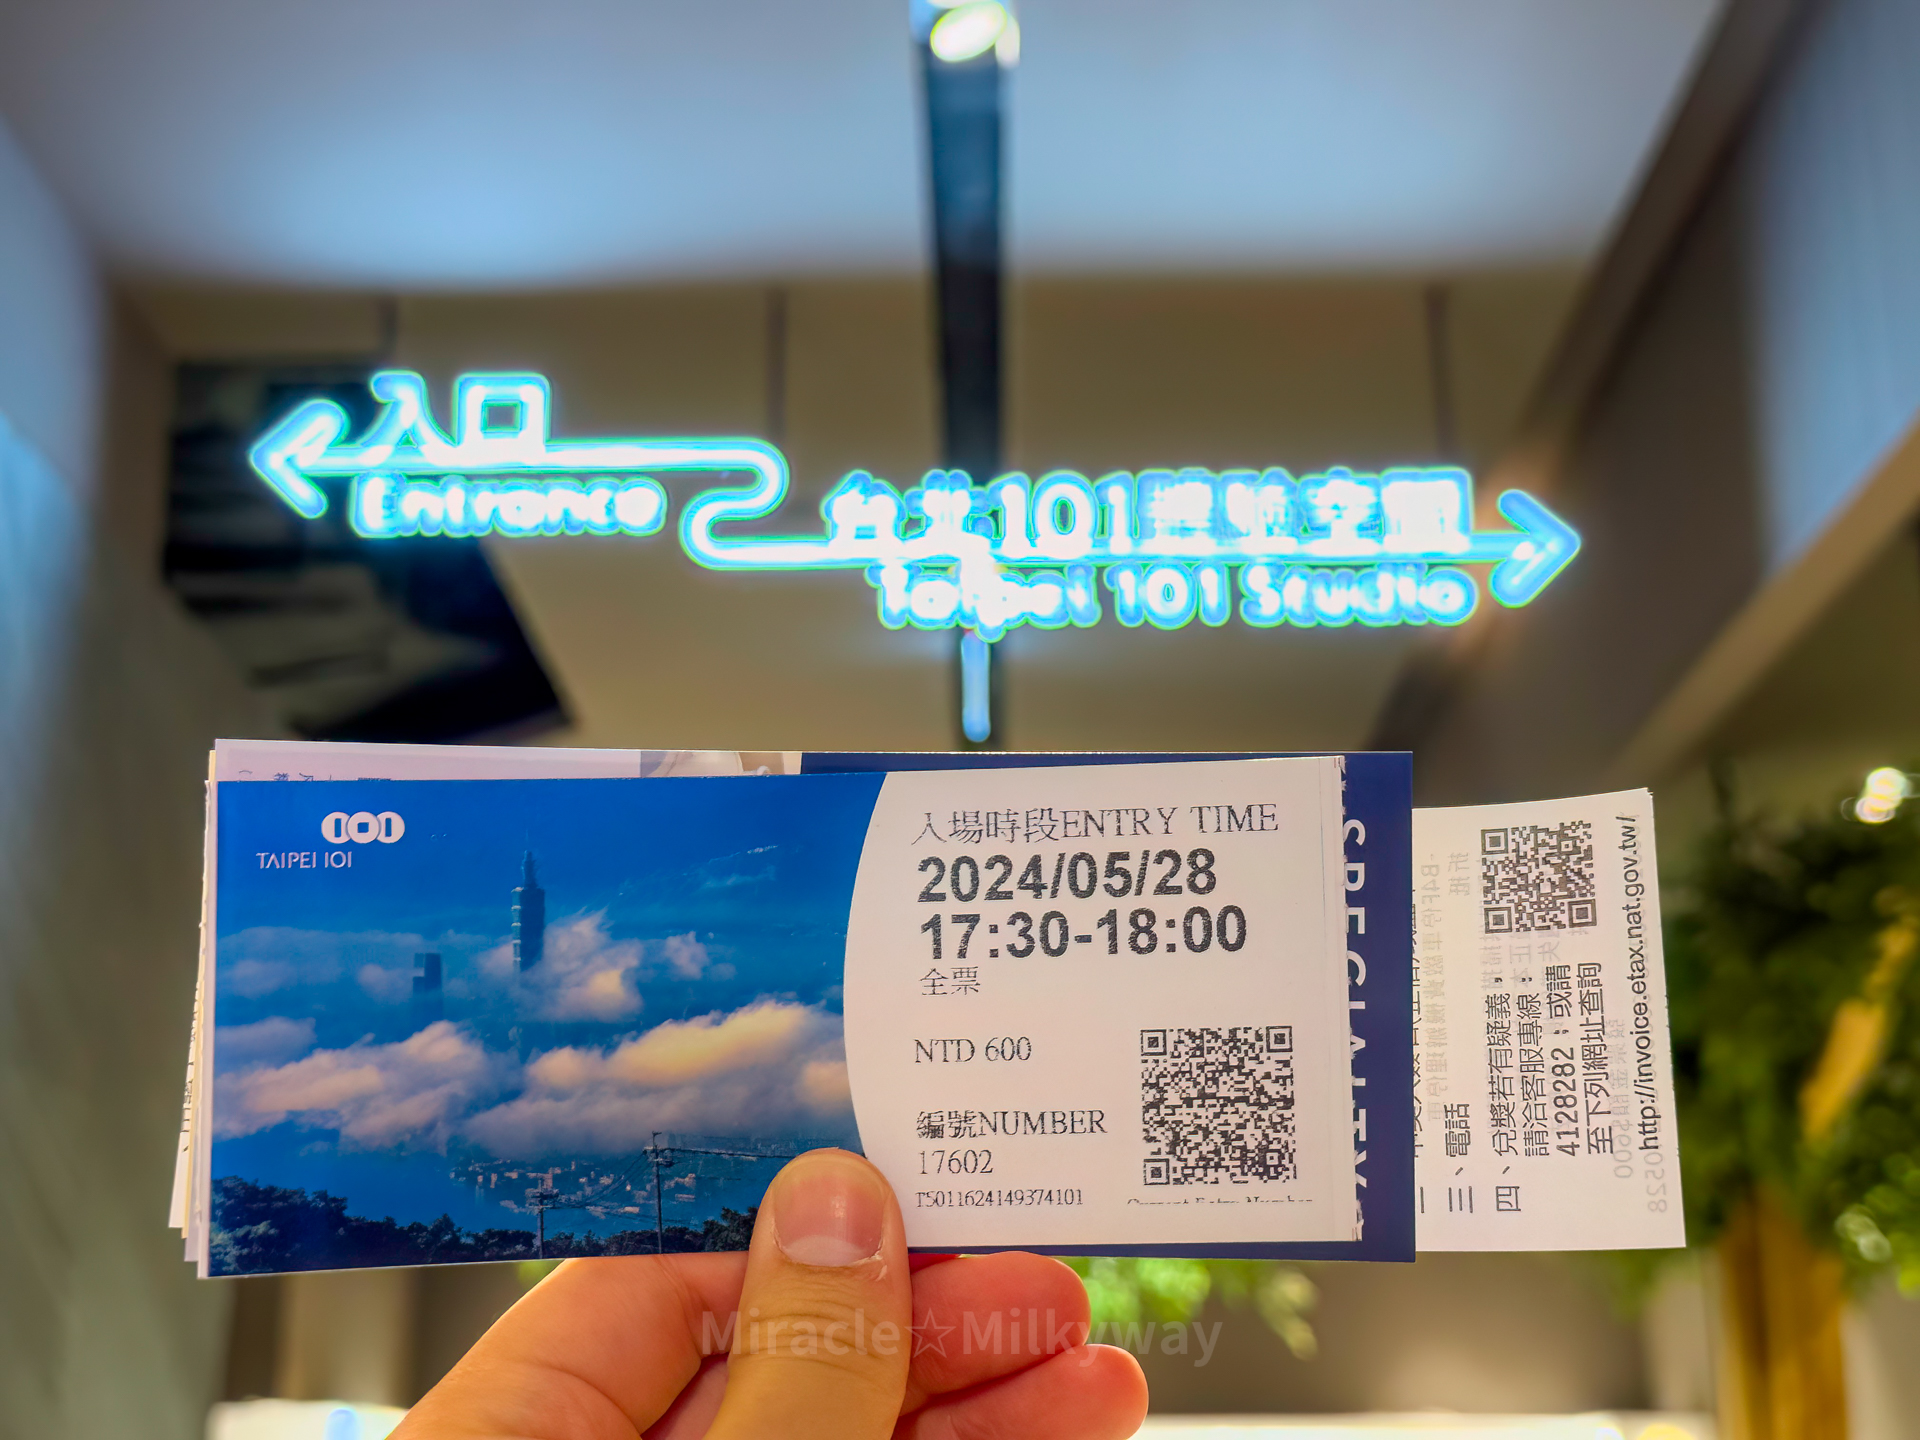 入口
Entrance
台北101體驗空間
Taipei 101 Studio
TAIPEI 101
入場時段ENTRY TIME
2024/05/28
17:30-18:00
全票
NTD 600
編號NUMBER
17602
T5011624149374101
Current Entry Number
SPECIALTY
三、電話
四、兌獎若有疑義：
請洽客服專線：
4128282；或請
至下列網址查詢
http://invoice.etax.nat.gov.tw/
Miracle☆Milkyway